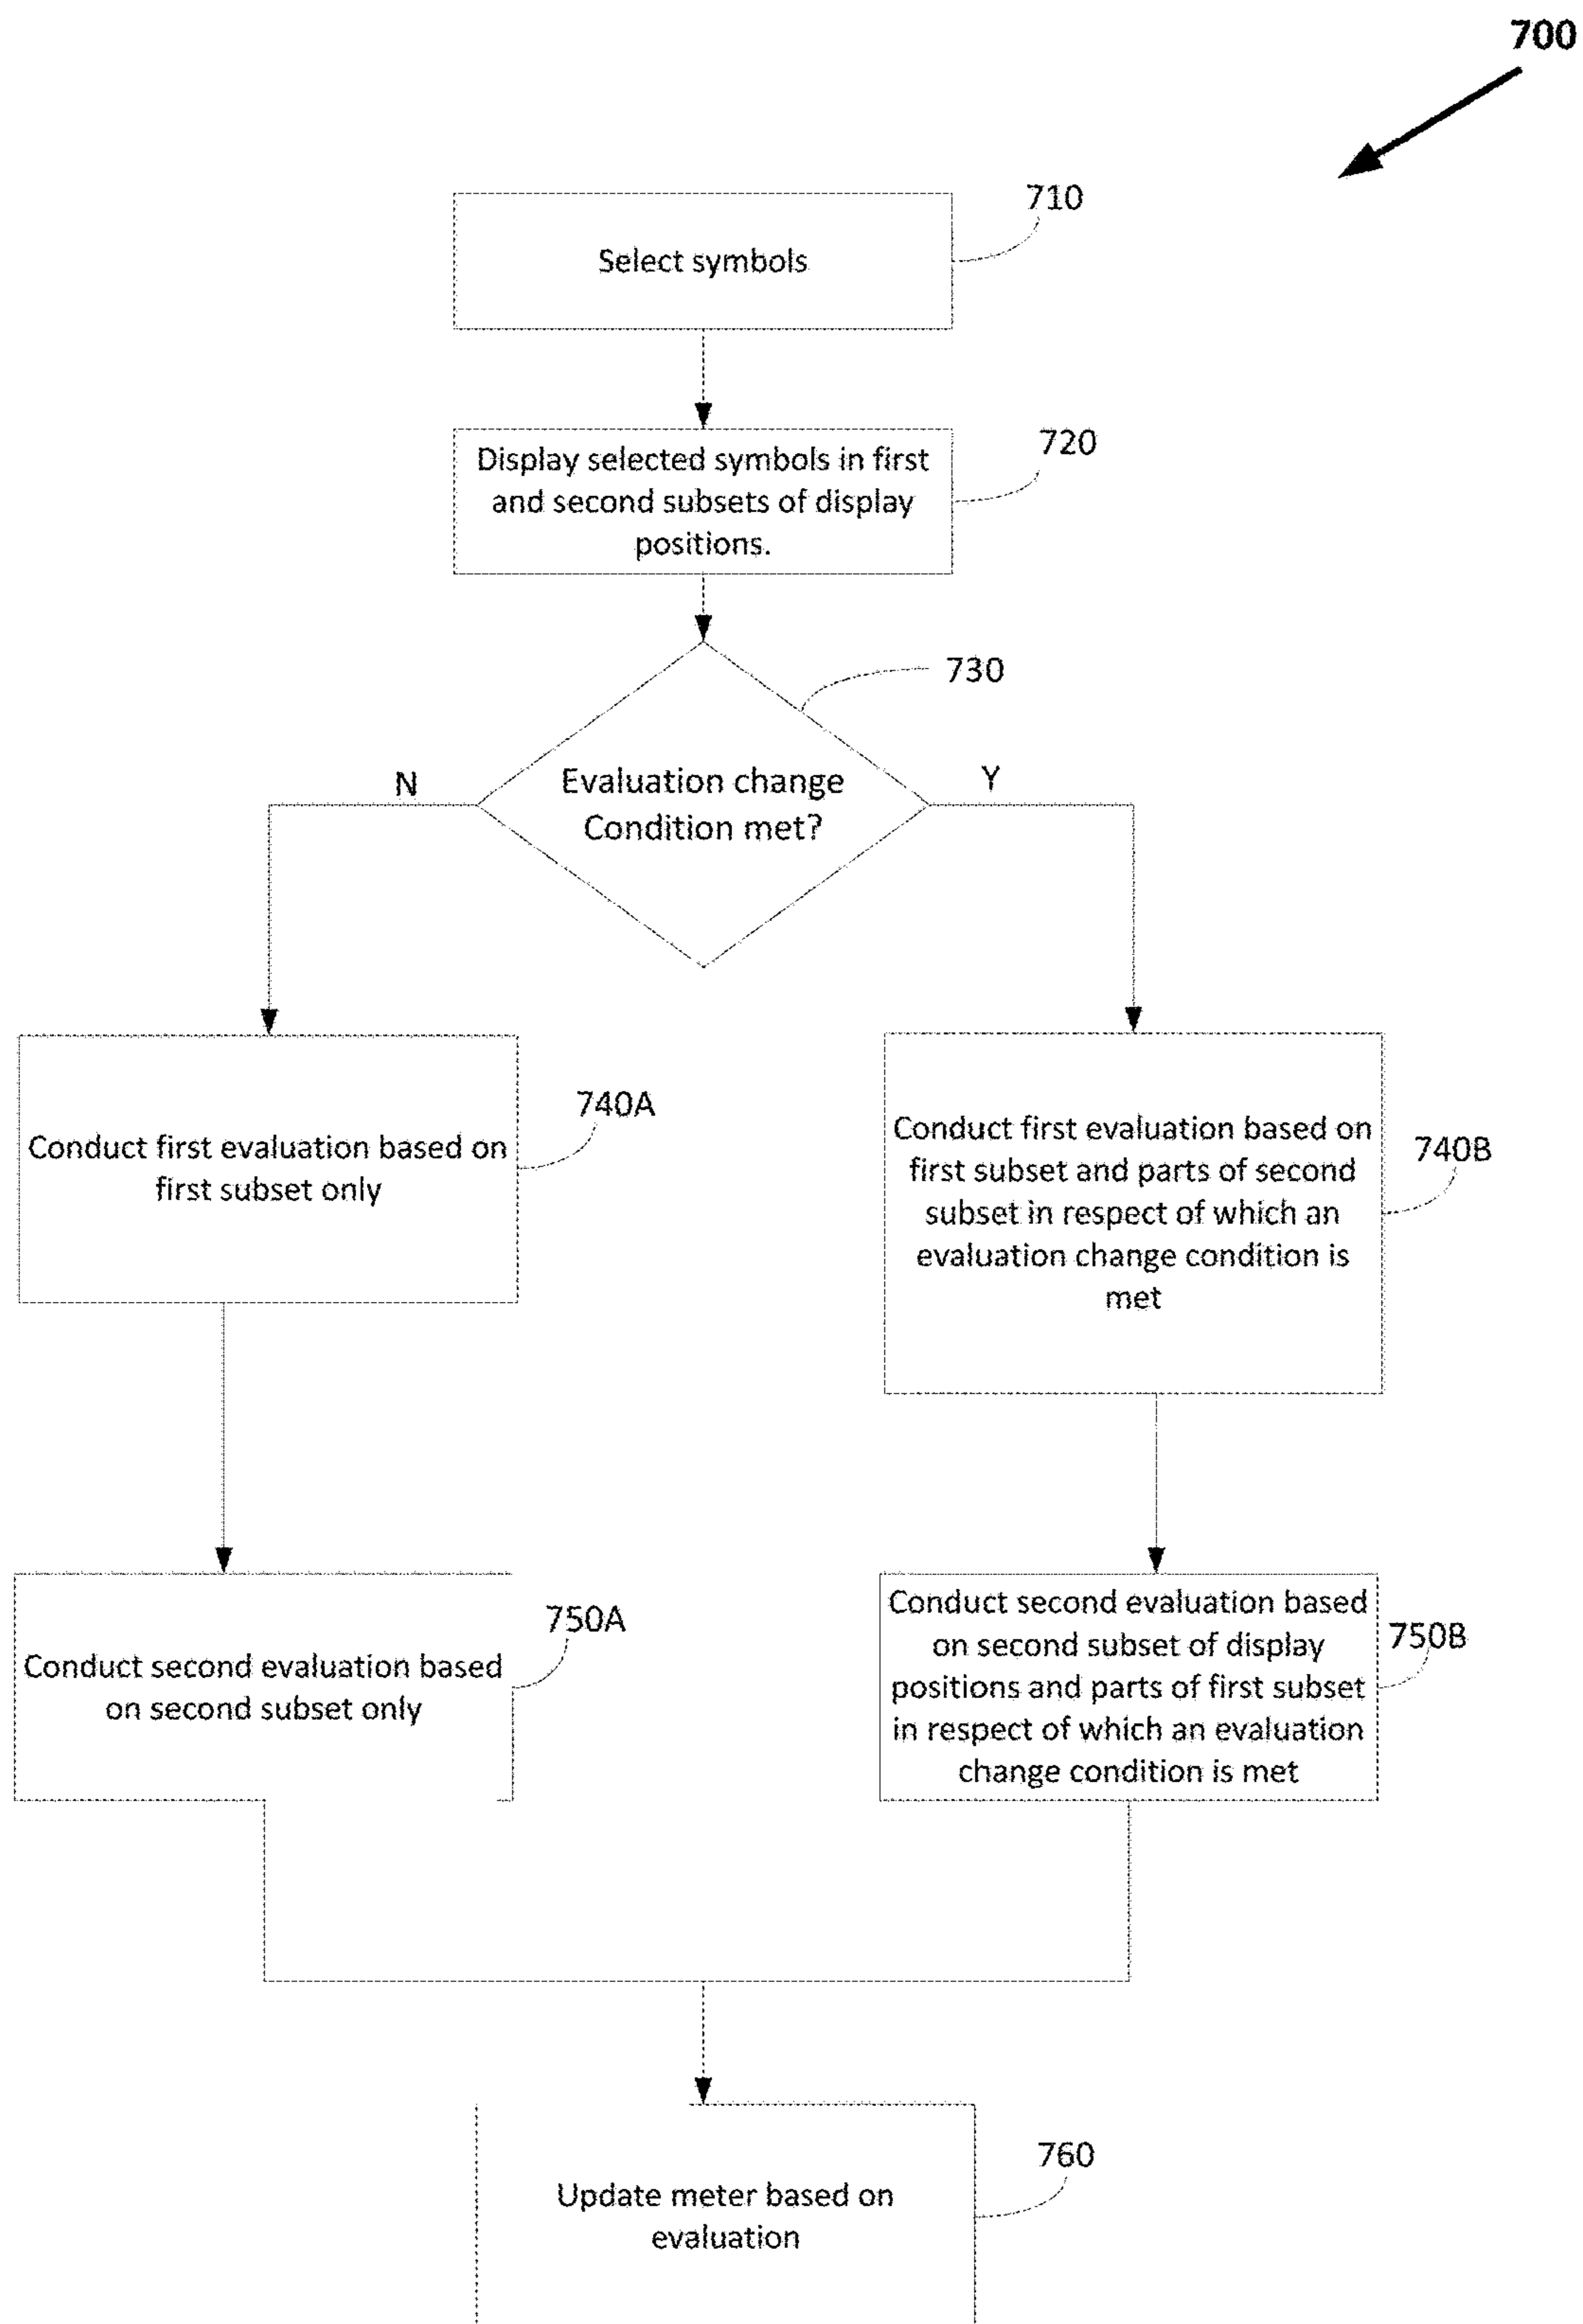 700
710
Select symbols
720
Display selected symbols in first
and second subsets of display
positions.
730
N
Evaluation change
Condition met?
Y
740A
Conduct first evaluation based on
first subset only
740B
Conduct first evaluation based on
first subset and parts of second
subset in respect of which an
evaluation change condition is
met
750A
Conduct second evaluation based
on second subset only
750B
Conduct second evaluation based
on second subset of display
positions and parts of first subset
in respect of which an evaluation
change condition is met
760
Update meter based on
evaluation